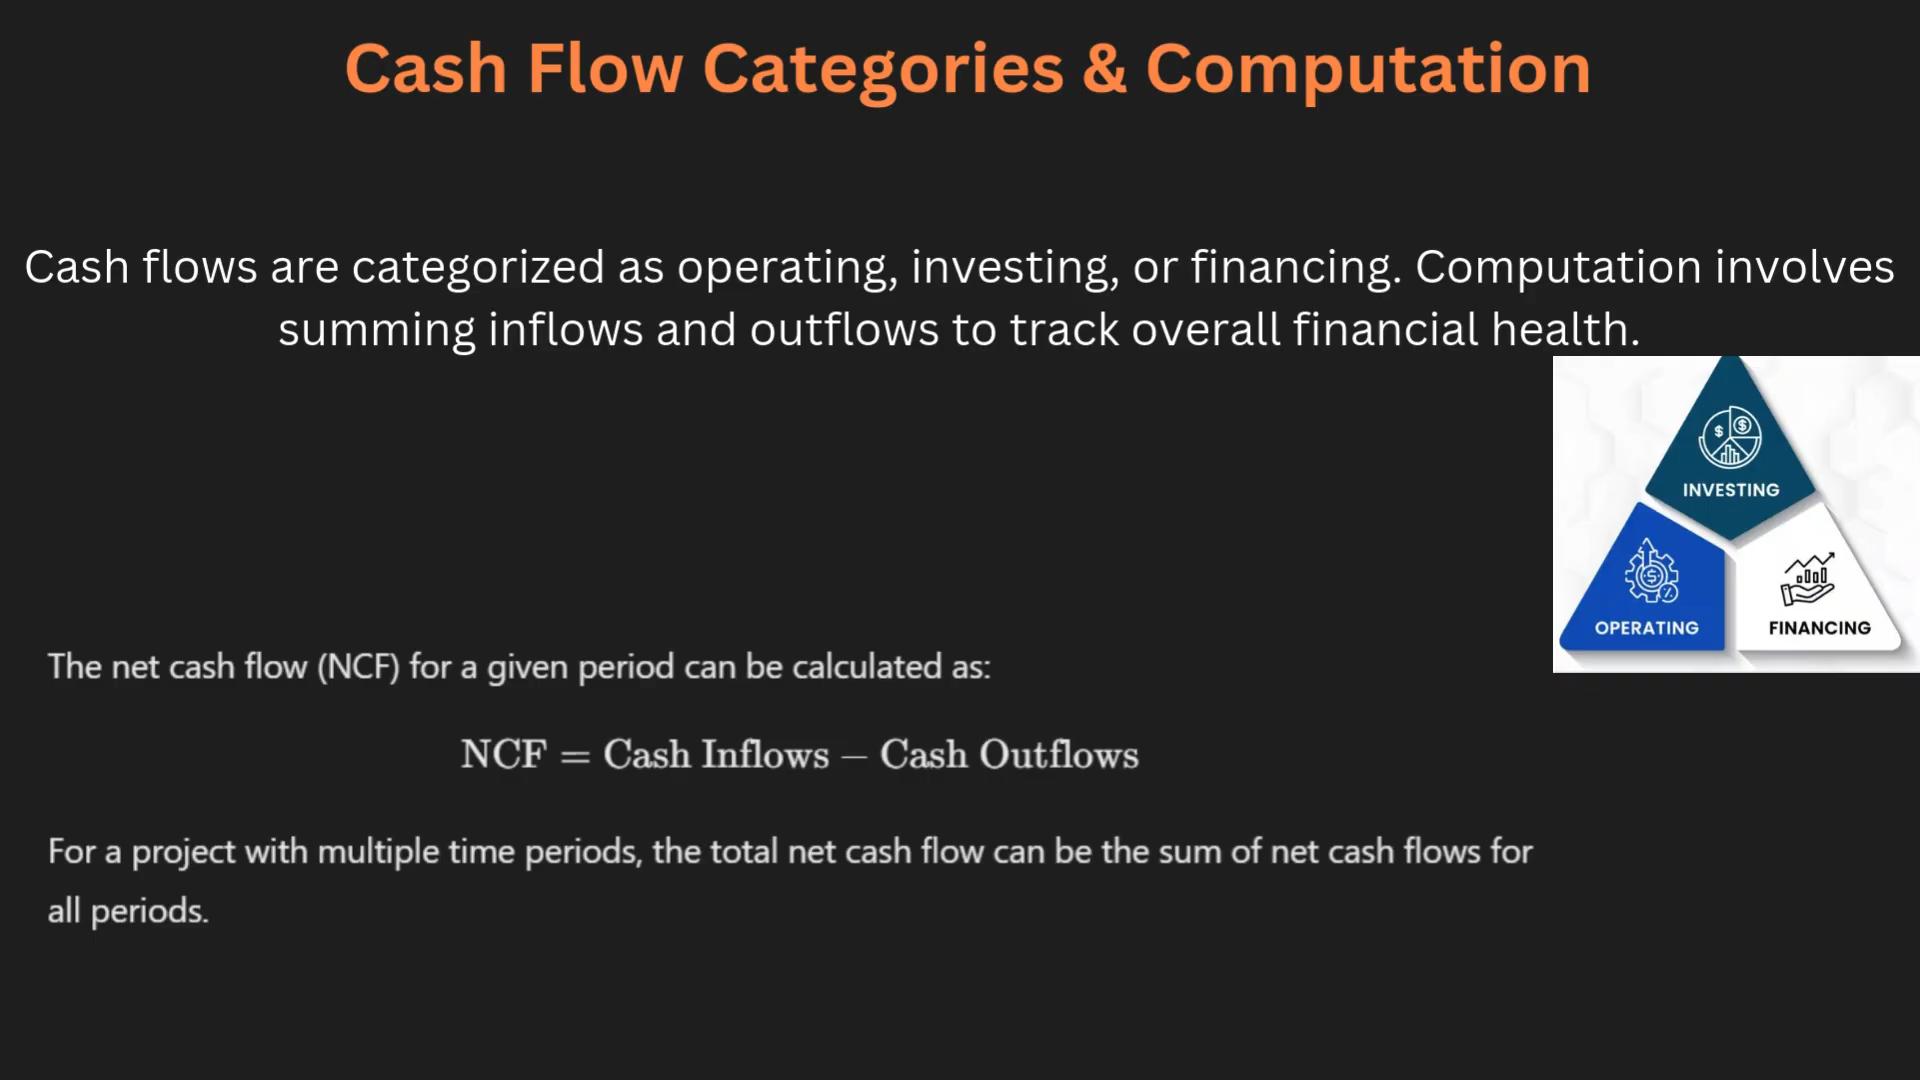 Cash Flow Categories & Computation
Cash flows are categorized as operating, investing, or financing. Computation involves
summing inflows and outflows to track overall financial health.
INVESTING
OPERATING
FINANCING
The net cash flow (NCF) for a given period can be calculated as:
NCF = Cash Inflows − Cash Outflows
For a project with multiple time periods, the total net cash flow can be the sum of net cash flows for
all periods.